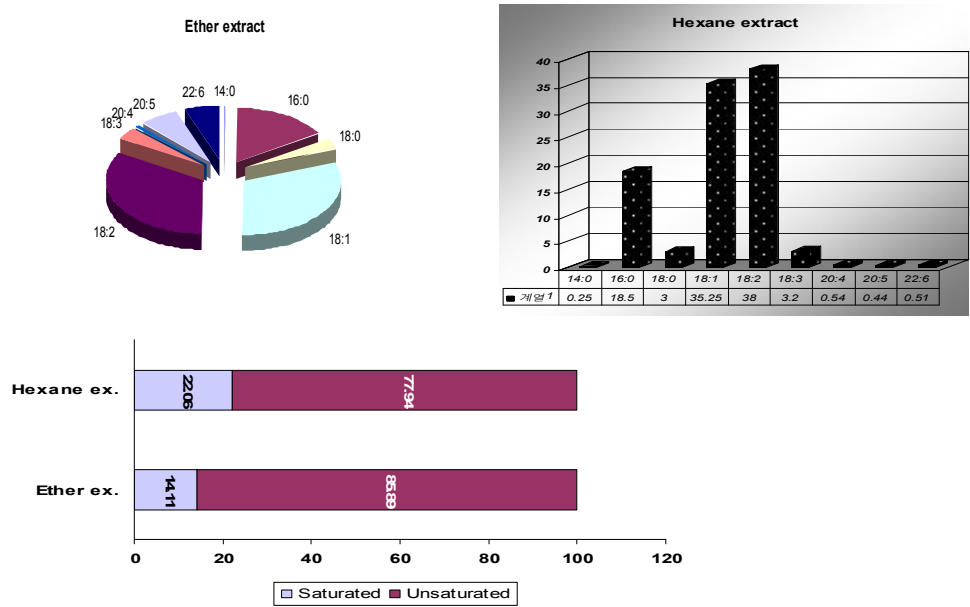 Ether extract
22:6 14:0
20:5
20:4
18:3
16:0
18:0
18:2
18:1
Hexane extract
40
35
30
25
20
15
10
5
0
14:0 16:0 18:0 18:1 18:2 18:3 20:4 20:5 22:6
계열1 0.25 18.5 3 35.25 38 3.2 0.54 0.44 0.51
Hexane ex. 22.06 77.94
Ether ex. 14.11 85.89
0 20 40 60 80 100 120
Saturated Unsaturated